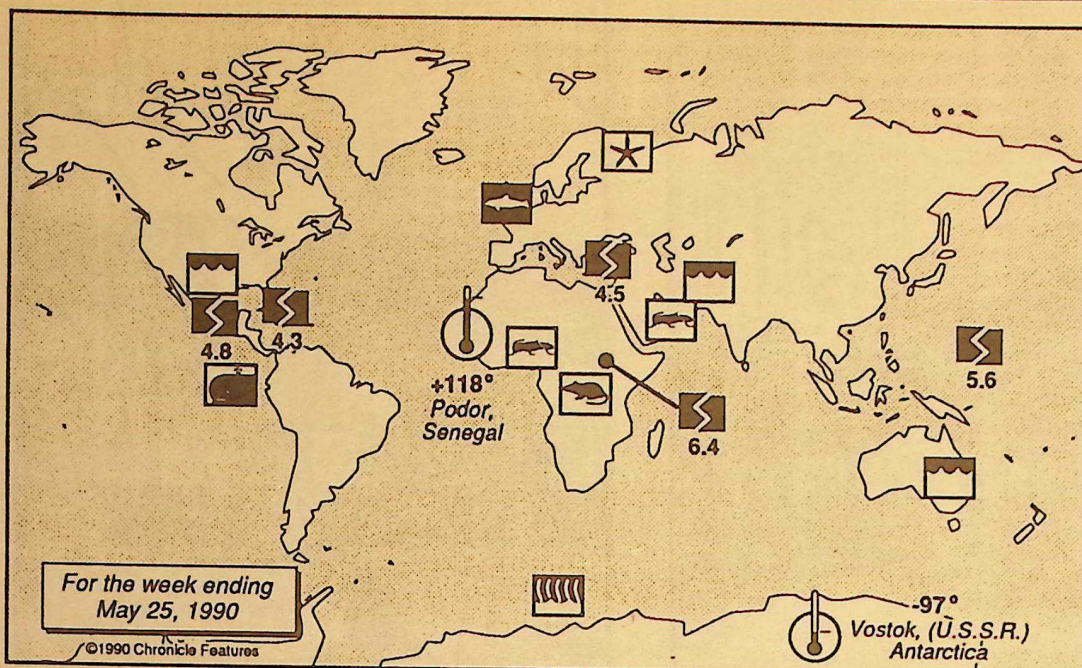 4.5
4.8
4.3
+118°
Podor,
Senegal
5.6
6.4
For the week ending
May 25, 1990
©1990 Chronicle Features
-97°
Vostok, (U.S.S.R.)
Antarctica